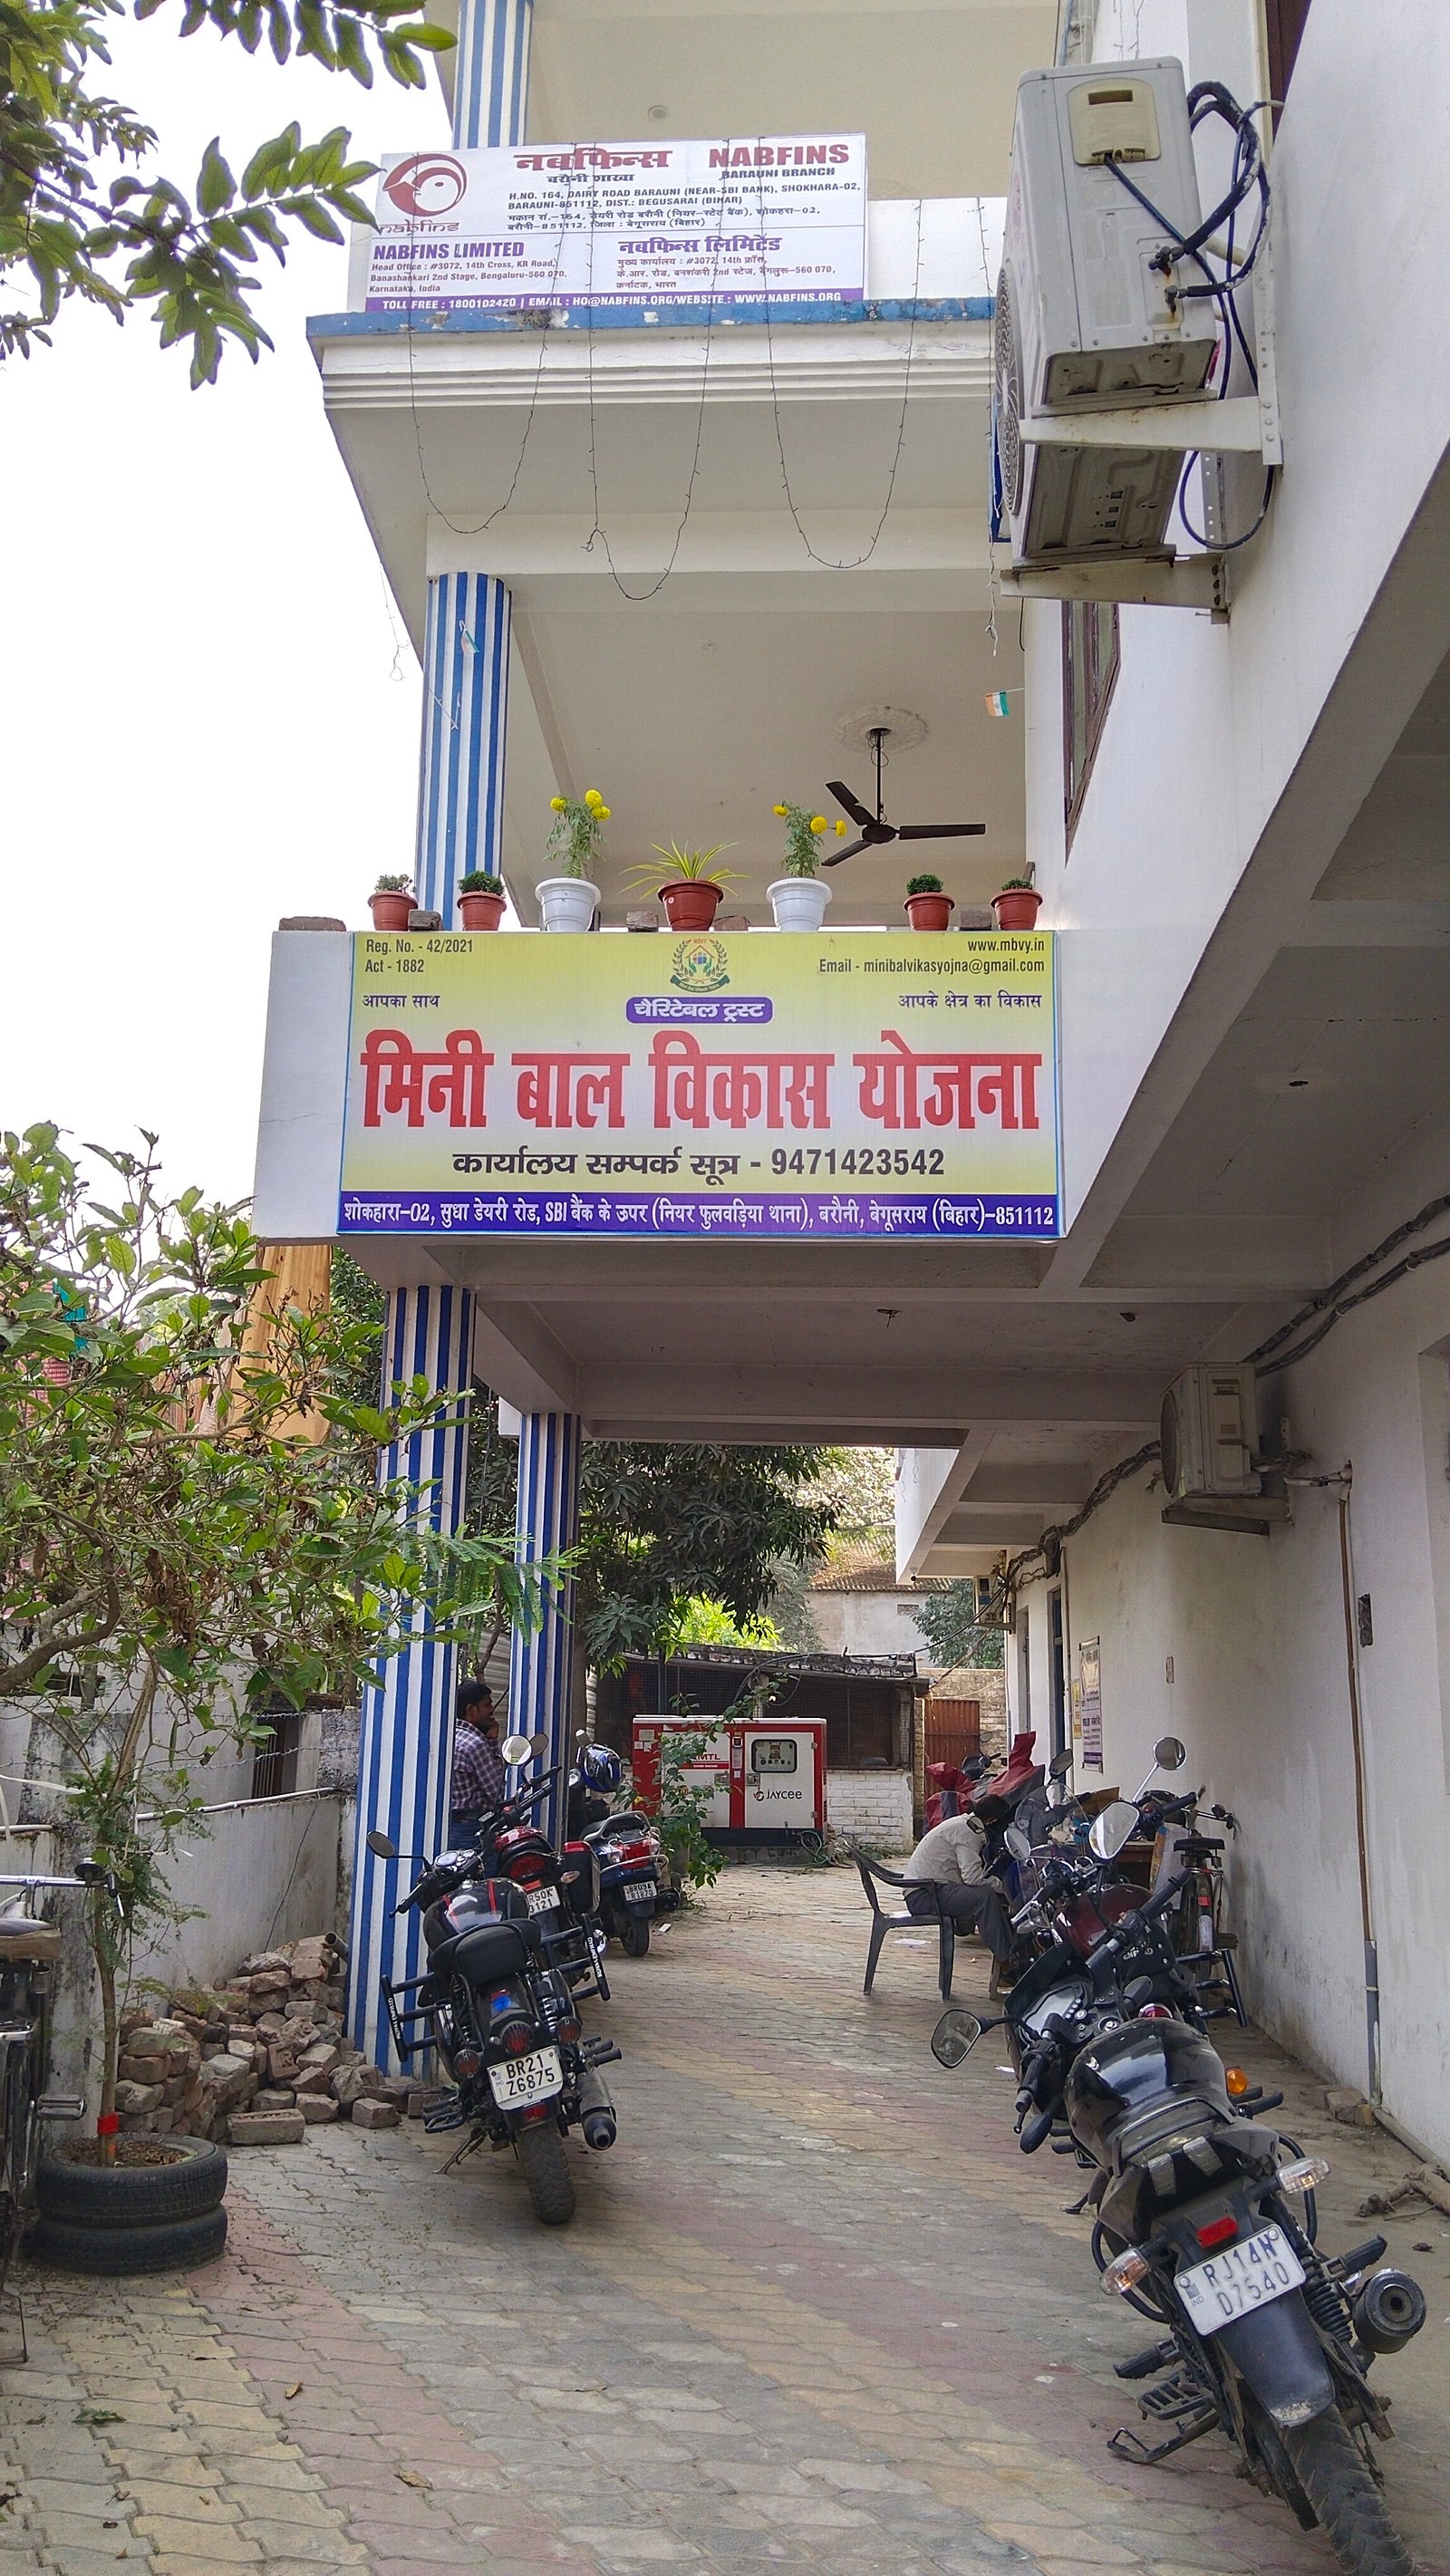 नबफिन्स
बरौनी शाखा
NABFINS
BARAUNI BRANCH
H.NO. 164, DAIRY ROAD BARAUNI (NEAR-SBI BANK), SHOKHARA-02,
BARAUNI-851112, DIST.: BEGUSARAI (BIHAR)
मकान सं.-164, डेयरी रोड बरौनी (नियर-स्टेट बैंक), शोकहरा-02,
बरौनी-851112, जिला : बेगूसराय (बिहार)
nabfins
NABFINS LIMITED
Head Office : #3072, 14th Cross, KR Road,
Banashankari 2nd Stage, Bengaluru-560 070,
Karnataka, India
नबफिन्स लिमिटेड
मुख्य कार्यालय : #3072, 14th क्रॉस,
के.आर. रोड, बनशंकरी 2nd स्टेज, बैंगलुरू-560 070,
कर्नाटक, भारत
TOLL FREE : 1800102420 | EMAIL : HO@NABFINS.ORG/WEBSITE : WWW.NABFINS.ORG
Reg. No. - 42/2021
Act - 1882
MBVY
www.mbvy.in
Email - minibalvikasyojna@gmail.com
आपका साथ
चैरिटेबल ट्रस्ट
आपके क्षेत्र का विकास
मिनी बाल विकास योजना
कार्यालय सम्पर्क सूत्र - 9471423542
शोकहारा-02, सुधा डेयरी रोड, SBI बैंक के ऊपर (नियर फुलवड़िया थाना), बरौनी, बेगूसराय (बिहार)-851112
JAYCEE
BR21
Z6875
RJ14H
D7540